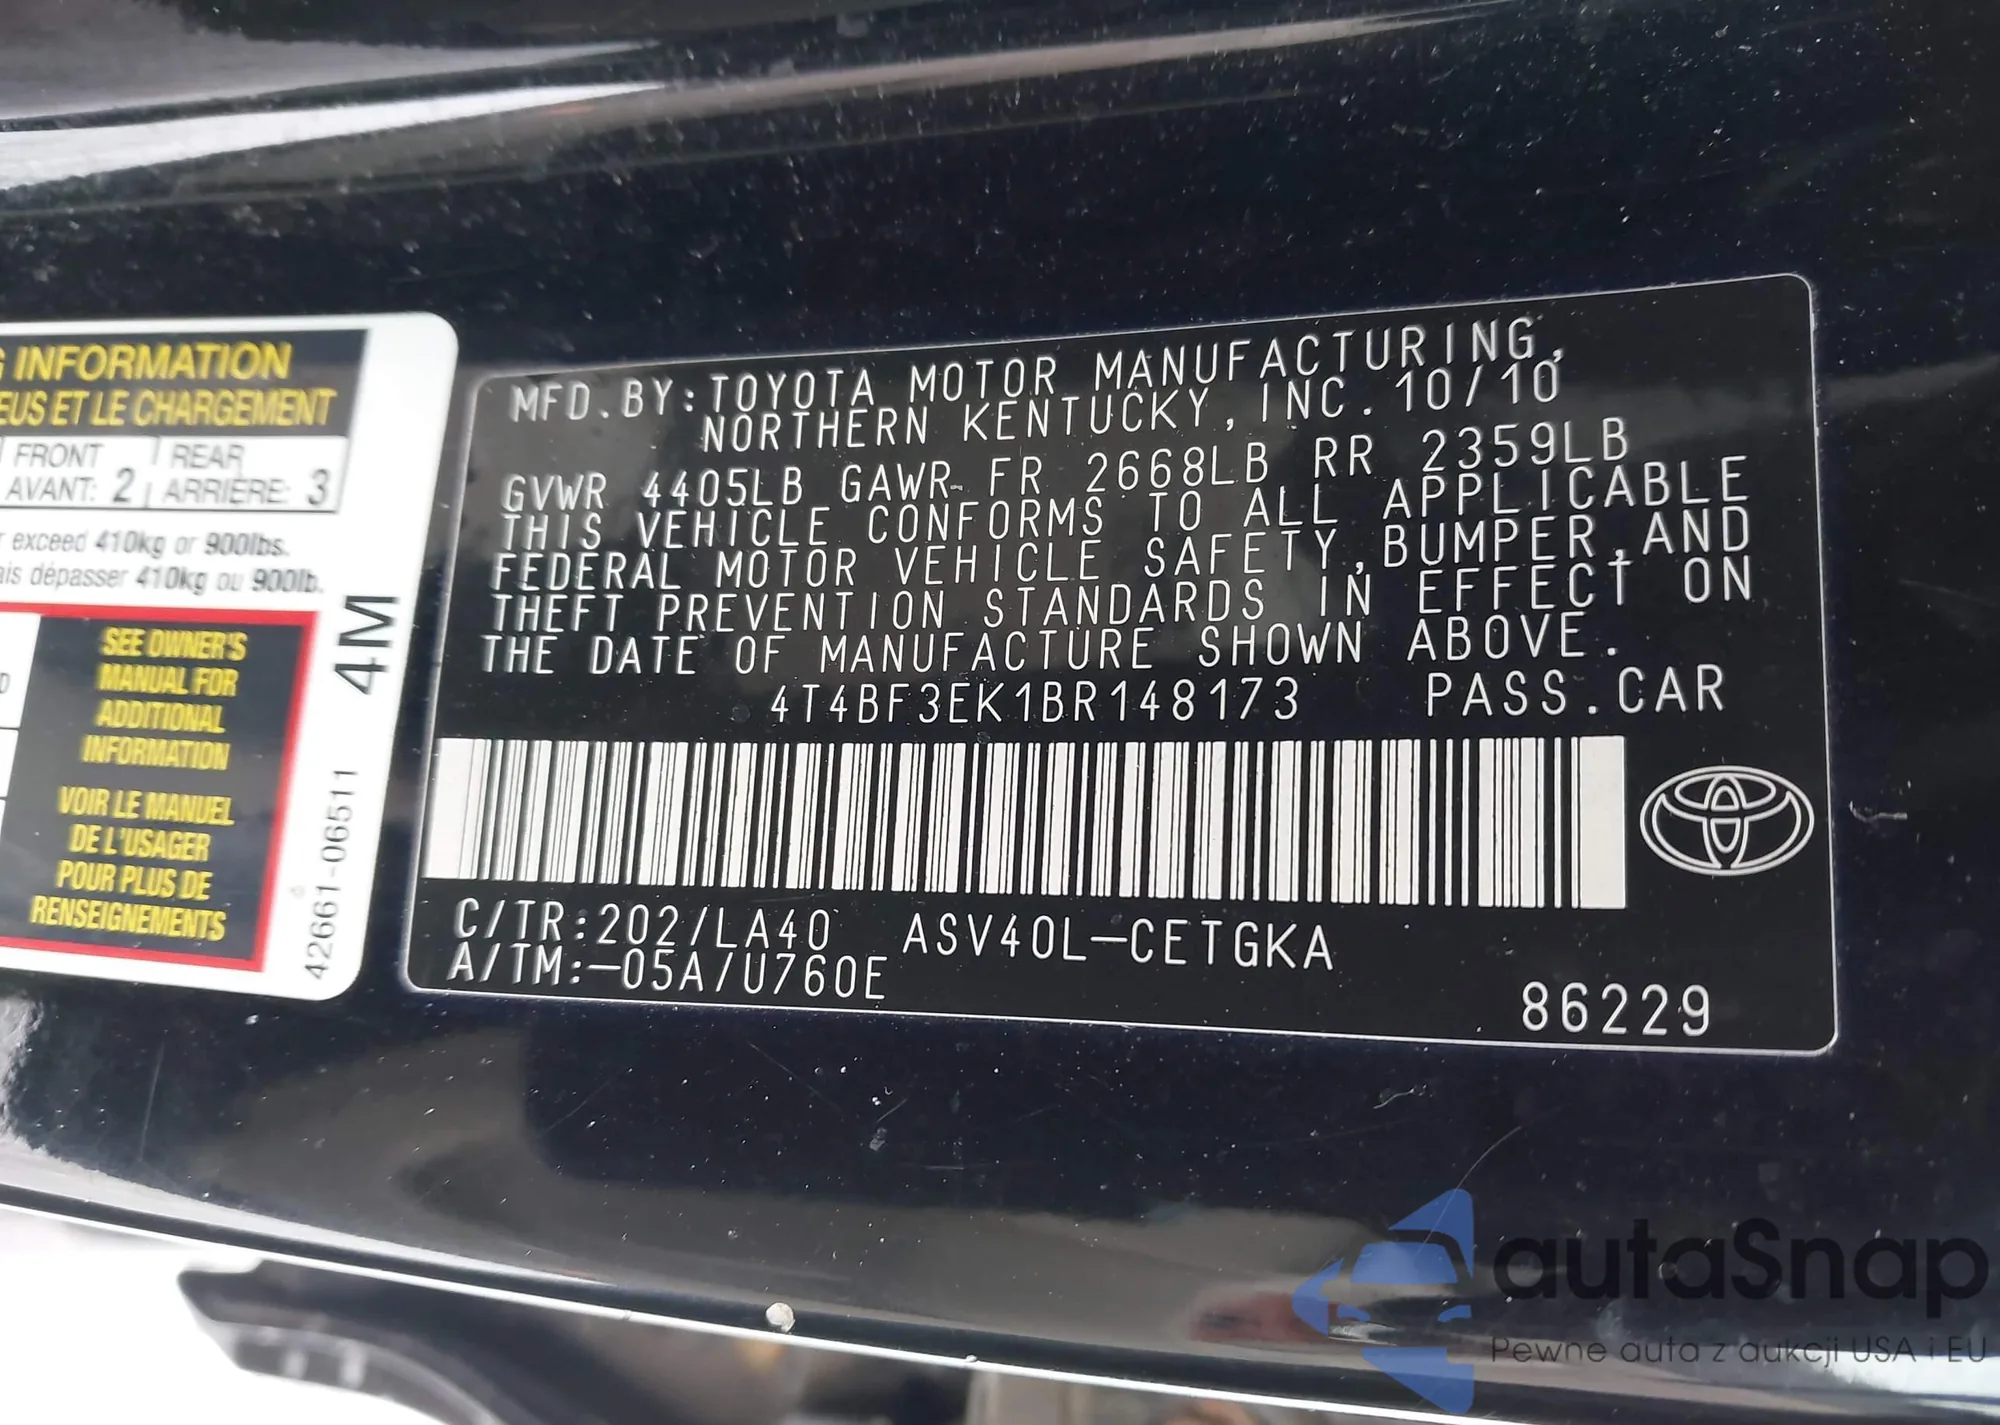 G INFORMATION
EUS ET LE CHARGEMENT
FRONT REAR
AVANT: 2 ARRIÈRE: 3
r exceed 410kg or 900lbs.
ais dépasser 410kg ou 900lb.
SEE OWNER'S
MANUAL FOR
ADDITIONAL
INFORMATION
VOIR LE MANUEL
DE L'USAGER
POUR PLUS DE
RENSEIGNEMENTS
4M
42661-06511
MFD.BY:TOYOTA MOTOR MANUFACTURING,
NORTHERN KENTUCKY, INC. 10/10
GVWR 4405LB GAWR FR 2668LB RR 2359LB
THIS VEHICLE CONFORMS TO ALL APPLICABLE
FEDERAL MOTOR VEHICLE SAFETY,BUMPER,AND
THEFT PREVENTION STANDARDS IN EFFECT ON
THE DATE OF MANUFACTURE SHOWN ABOVE.
4T4BF3EK1BR148173 PASS.CAR
C/TR:202/LA40 ASV40L-CETGKA
A/TM:-05A/U760E
86229
autaSnap
Pewne auta z aukcji USA i EU